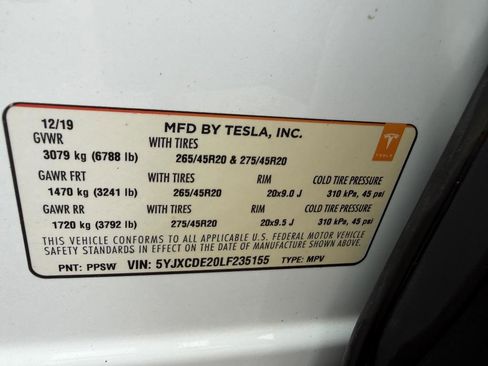 12/19 MFD BY TESLA, INC.
GVWR WITH TIRES
3079 kg (6788 lb) 265/45R20 & 275/45R20
TESLA
GAWR FRT WITH TIRES RIM COLD TIRE PRESSURE
1470 kg (3241 lb) 265/45R20 20x9.0 J 310 kPa, 45 psi
GAWR RR WITH TIRES RIM COLD TIRE PRESSURE
1720 kg (3792 lb) 275/45R20 20x9.5 J 310 kPa, 45 psi
THIS VEHICLE CONFORMS TO ALL APPLICABLE U.S. FEDERAL MOTOR VEHICLE
SAFETY STANDARDS IN EFFECT ON THE DATE OF MANUFACTURE SHOWN ABOVE.
PNT: PPSW VIN: 5YJXCDE20LF235155 TYPE: MPV